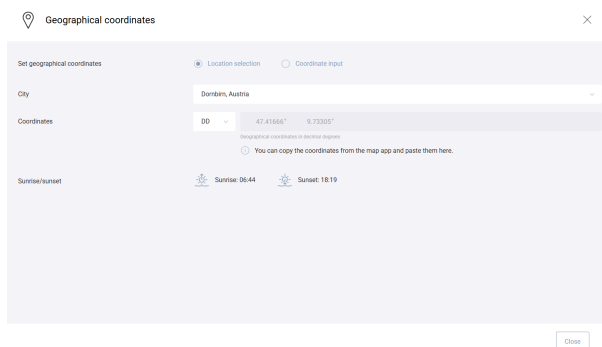 Geographical coordinates
Set geographical coordinates
Location selection
Coordinate input
City
Dornbirn, Austria
Coordinates
DD
47.41666°
9.73305°
Geographical coordinates in decimal degrees
You can copy the coordinates from the map app and paste them here.
Sunrise/sunset
Sunrise: 06:44
Sunset: 18:19
Close